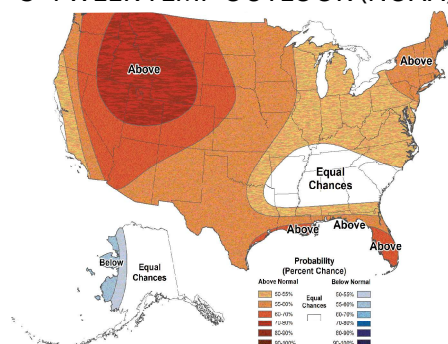 Above
Above
Equal
Chances
Above
Above
Above
Below
Equal
Chances
Probability
(Percent Chance)
Above Normal
Below Normal
50-55%
55-60%
60-70%
70-80%
80-90%
90-100%
Equal
Chances
50-55%
55-60%
60-70%
70-80%
80-90%
90-100%